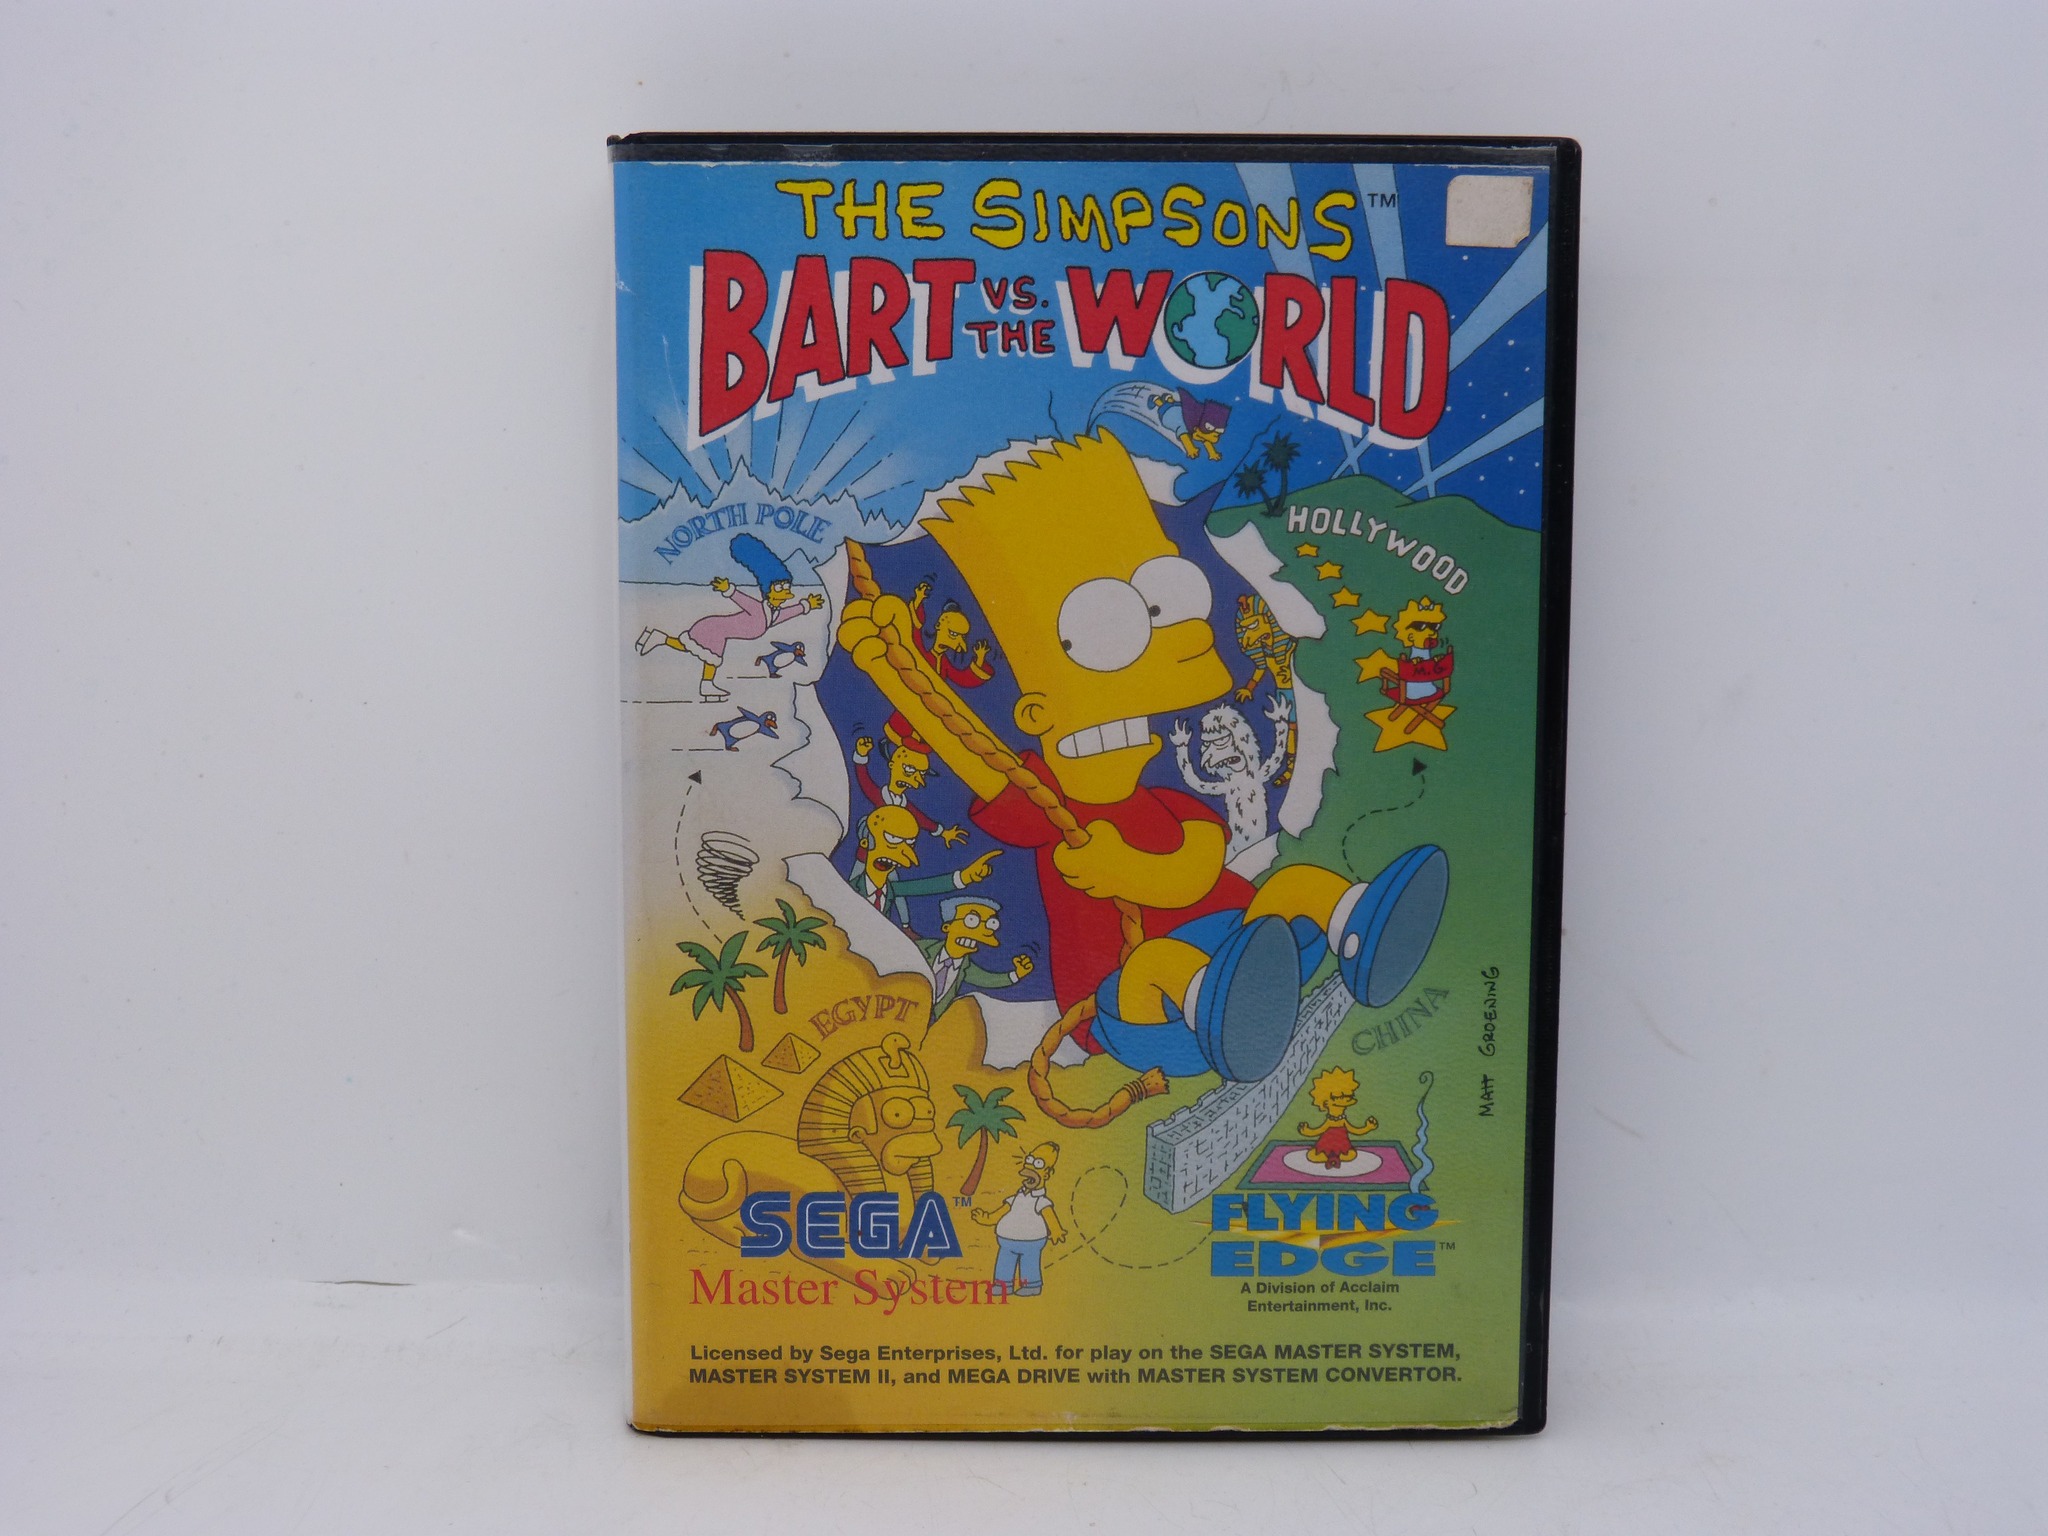 THE SIMPSONS™
BART VS. THE WORLD
NORTH POLE
HOLLYWOOD
M.G
EGYPT
CHINA
MATT GROENING
SEGA™
Master System™
FLYING
EDGE™
A Division of Acclaim
Entertainment, Inc.
Licensed by Sega Enterprises, Ltd. for play on the SEGA MASTER SYSTEM,
MASTER SYSTEM II, and MEGA DRIVE with MASTER SYSTEM CONVERTOR.